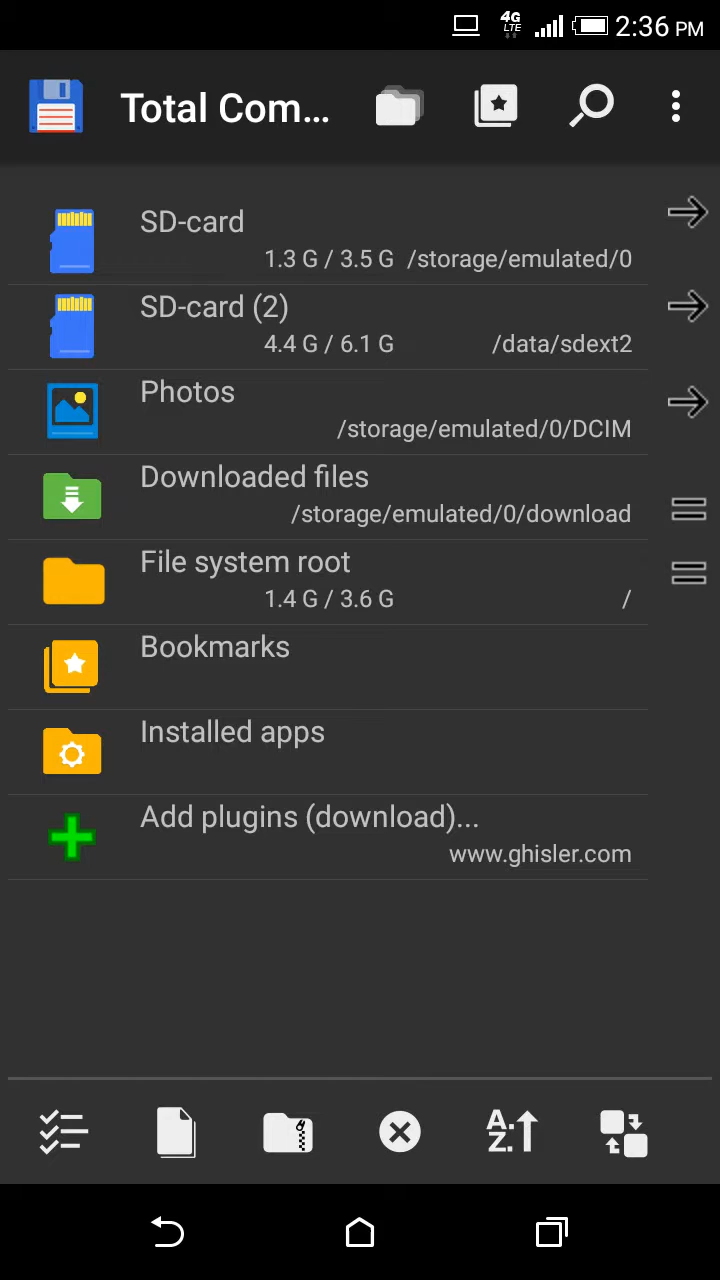 4G LTE 2:36 PM
Total Com...
SD-card
1.3 G / 3.5 G /storage/emulated/0
SD-card (2)
4.4 G / 6.1 G /data/sdext2
Photos
/storage/emulated/0/DCIM
Downloaded files
/storage/emulated/0/download
File system root
1.4 G / 3.6 G /
Bookmarks
Installed apps
Add plugins (download)...
www.ghisler.com
A.
Z.